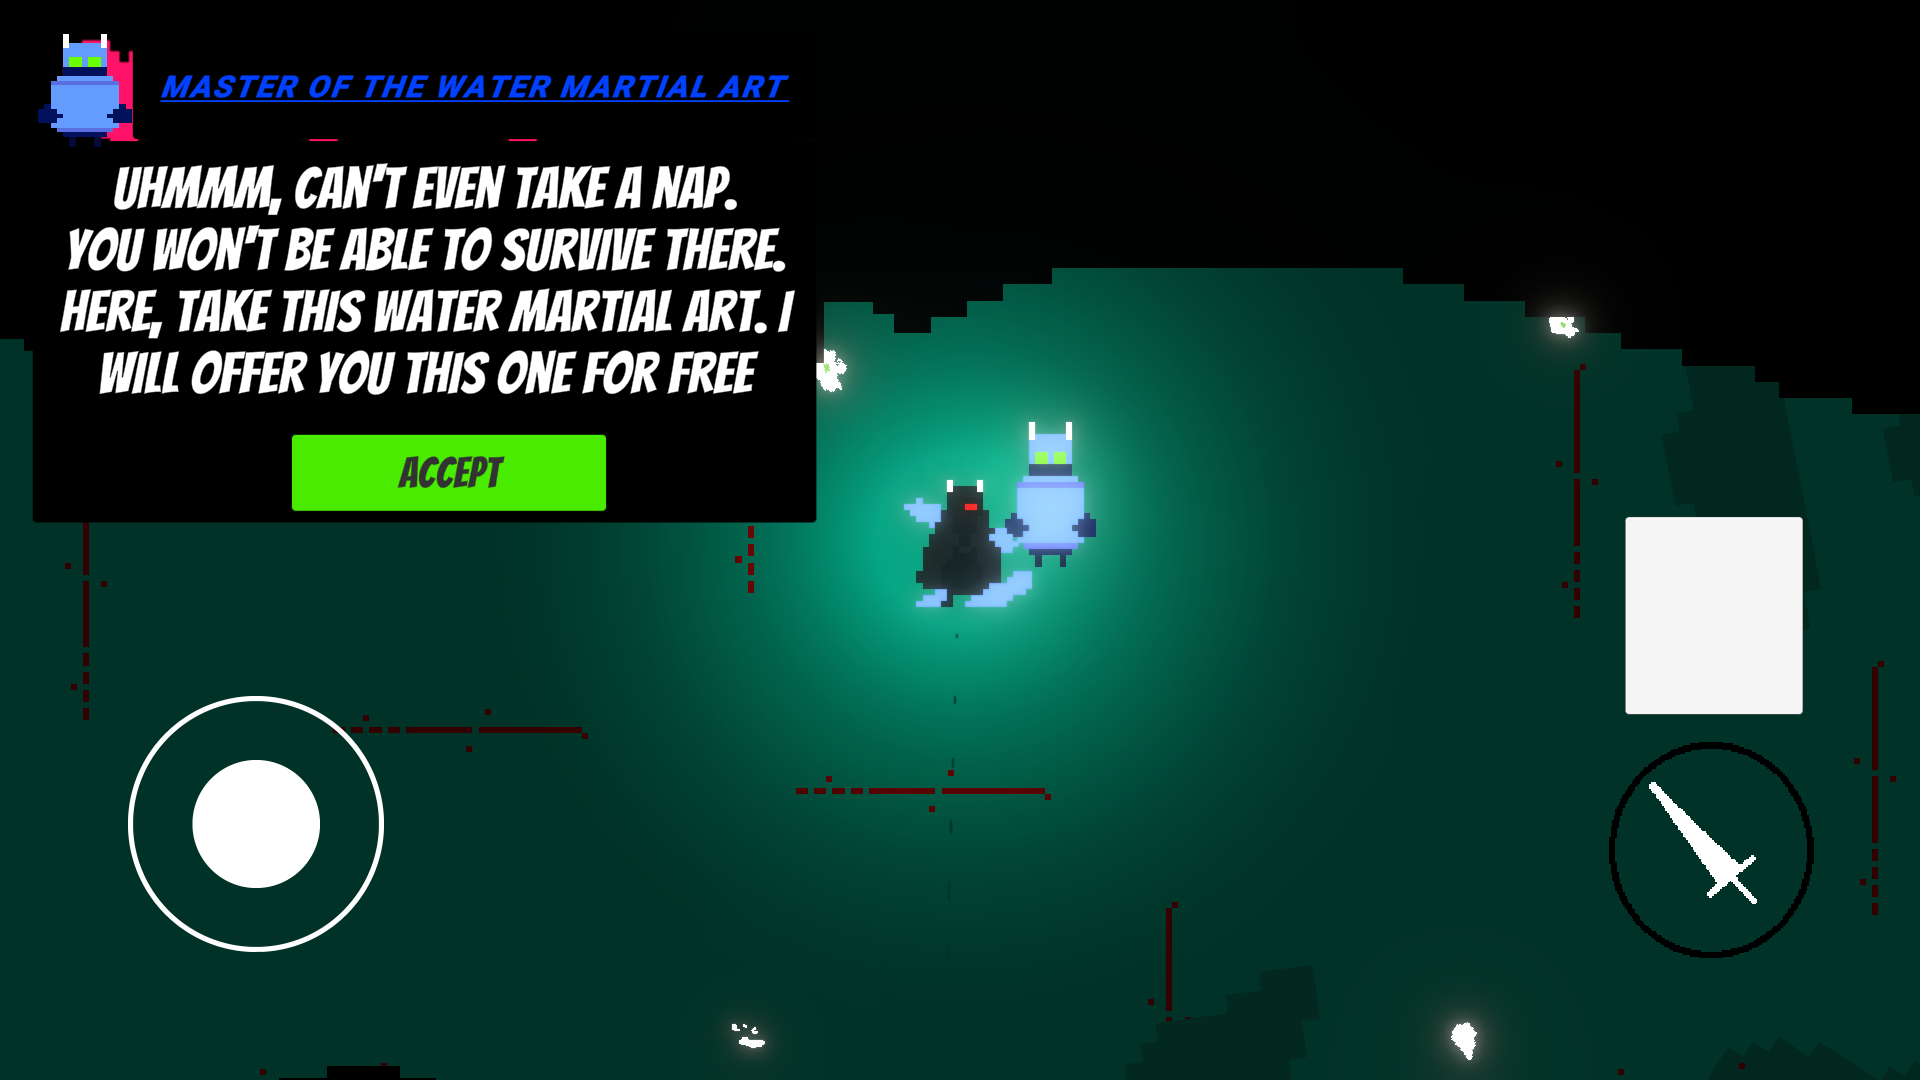 MASTER OF THE WATER MARTIAL ART
UHMMM, CAN'T EVEN TAKE A NAP.
YOU WON'T BE ABLE TO SURVIVE THERE.
HERE, TAKE THIS WATER MARTIAL ART. I
WILL OFFER YOU THIS ONE FOR FREE
ACCEPT